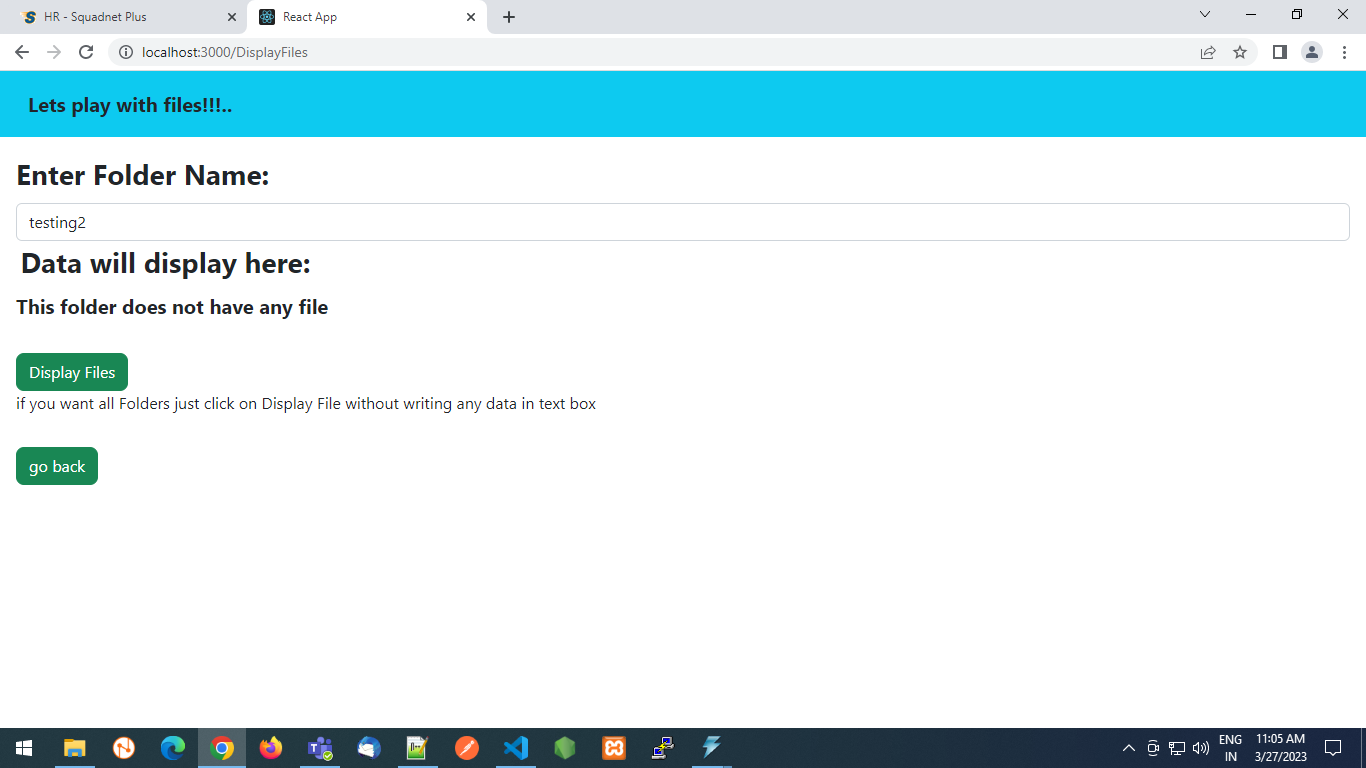 HR - Squadnet Plus
React App
localhost:3000/DisplayFiles
Lets play with files!!!..
Enter Folder Name:
testing2
Data will display here:
This folder does not have any file
Display Files
if you want all Folders just click on Display File without writing any data in text box
go back
ENG
IN
11:05 AM
3/27/2023